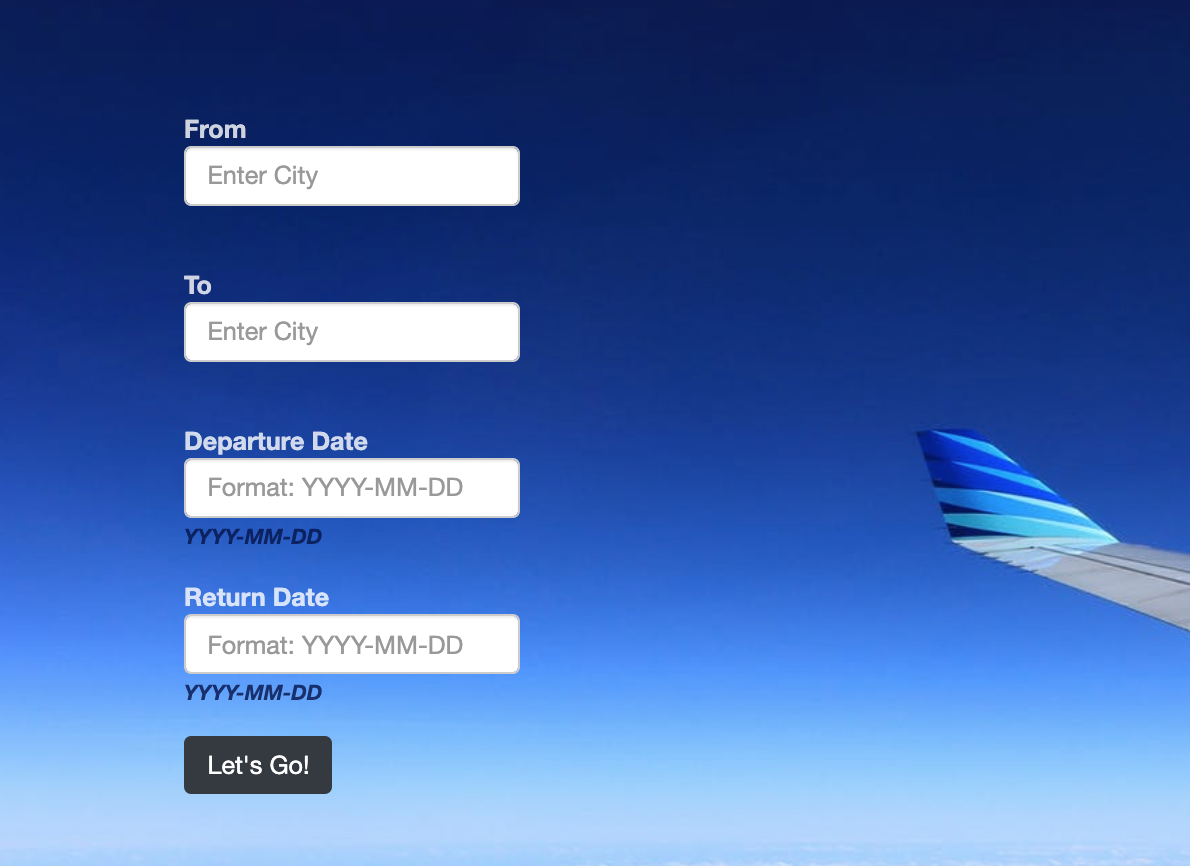 From
Enter City
To
Enter City
Departure Date
Format: YYYY-MM-DD
YYYY-MM-DD
Return Date
Format: YYYY-MM-DD
YYYY-MM-DD
Let's Go!